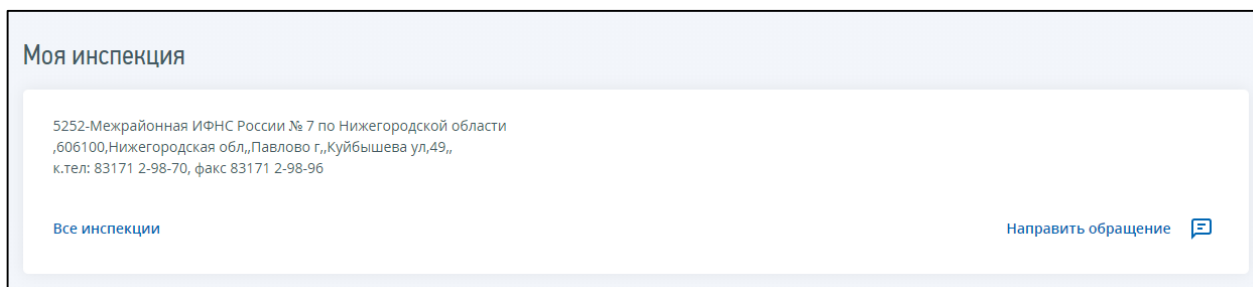 Моя инспекция
5252-Межрайонная ИФНС России № 7 по Нижегородской области
,606100,Нижегородская обл,,Павлово г,,Куйбышева ул,49,,
к.тел: 83171 2-98-70, факс 83171 2-98-96
Все инспекции
Направить обращение